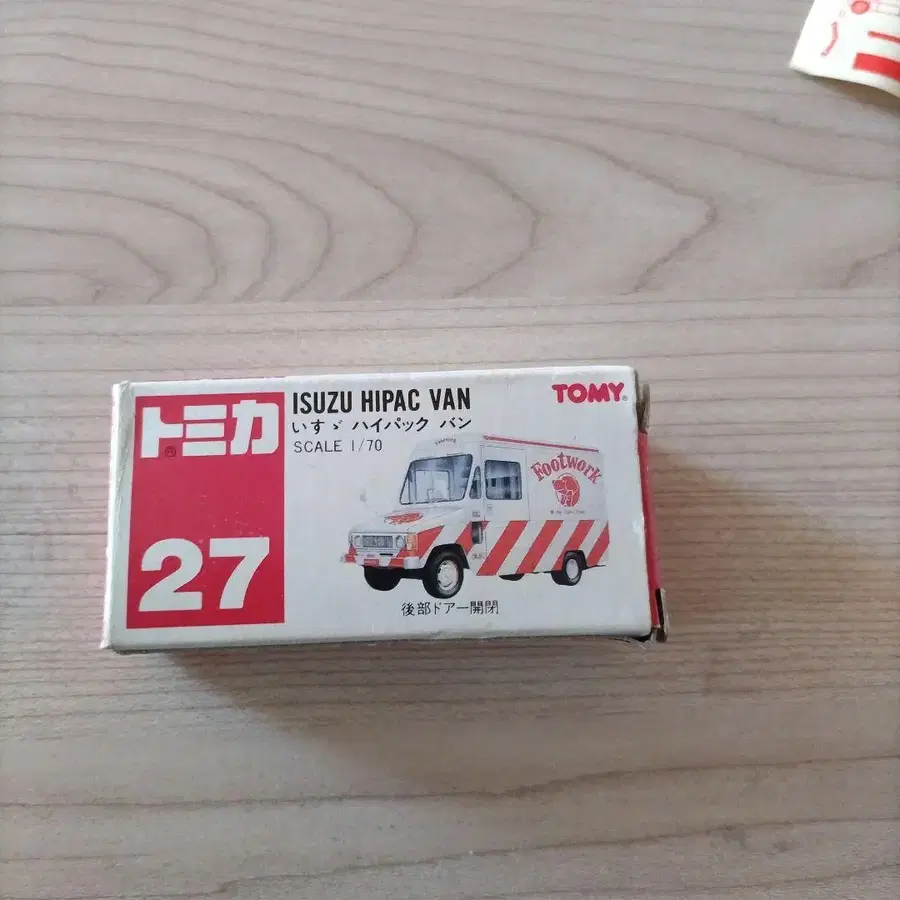 トミカ
27
ISUZU HIPAC VAN
いすゞ ハイパック バン
SCALE 1/70
TOMY
Footwork
後部ドアー開閉